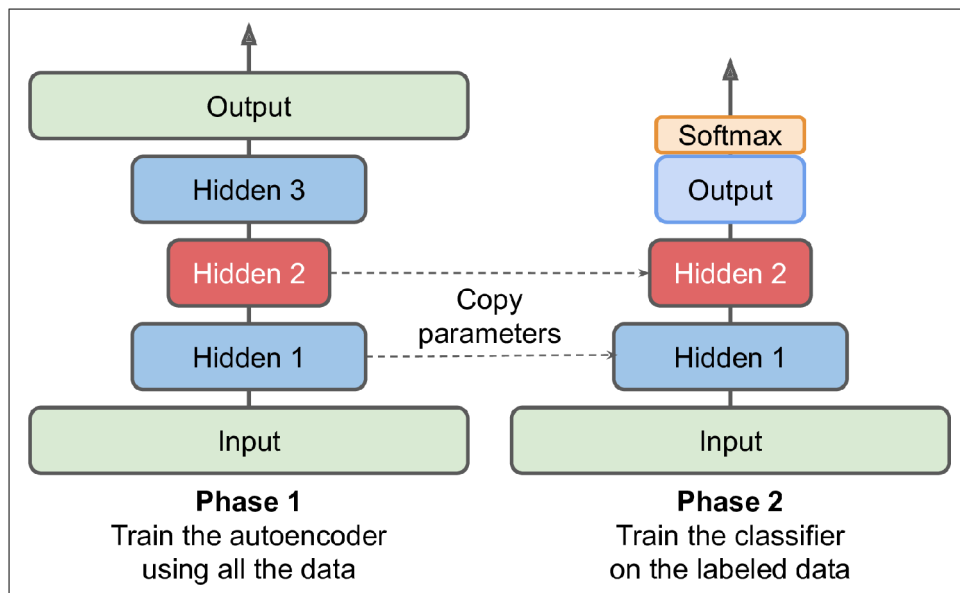 Output
Hidden 3
Hidden 2
Hidden 1
Input
Phase 1
Train the autoencoder
using all the data
Copy
parameters
Softmax
Output
Hidden 2
Hidden 1
Input
Phase 2
Train the classifier
on the labeled data